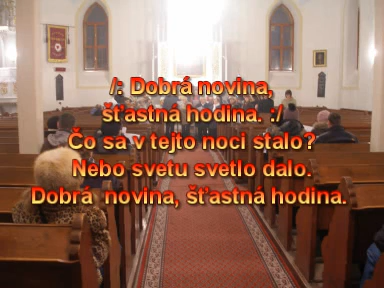 /: Dobrá novina,
šťastná hodina. :/
Čo sa v tejto noci stalo?
Nebo svetu svetlo dalo.
Dobrá  novina, šťastná hodina.